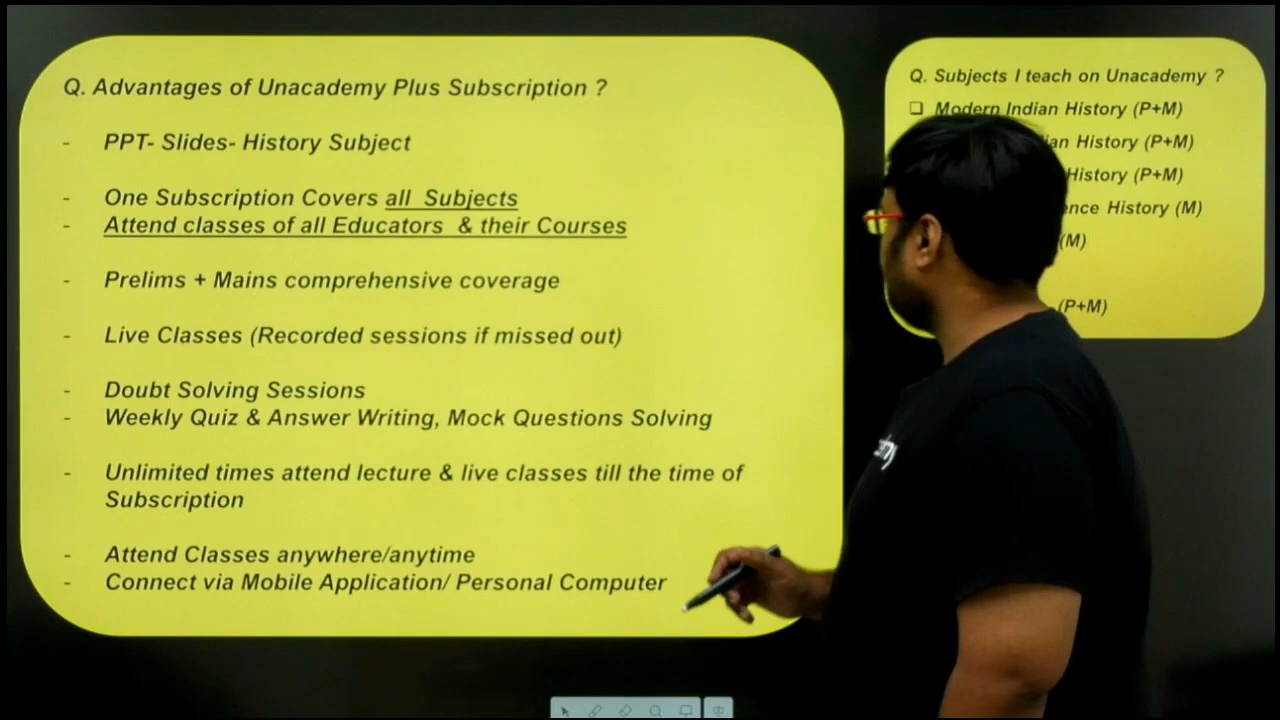 Q. Advantages of Unacademy Plus Subscription ?
- PPT- Slides- History Subject
- One Subscription Covers all Subjects
- Attend classes of all Educators & their Courses
- Prelims + Mains comprehensive coverage
- Live Classes (Recorded sessions if missed out)
- Doubt Solving Sessions
- Weekly Quiz & Answer Writing, Mock Questions Solving
- Unlimited times attend lecture & live classes till the time of
Subscription
- Attend Classes anywhere/anytime
- Connect via Mobile Application/ Personal Computer
Q. Subjects I teach on Unacademy ?
❑ Modern Indian History (P+M)
History (P+M)
History (P+M)
History (M)
(M)
(P+M)